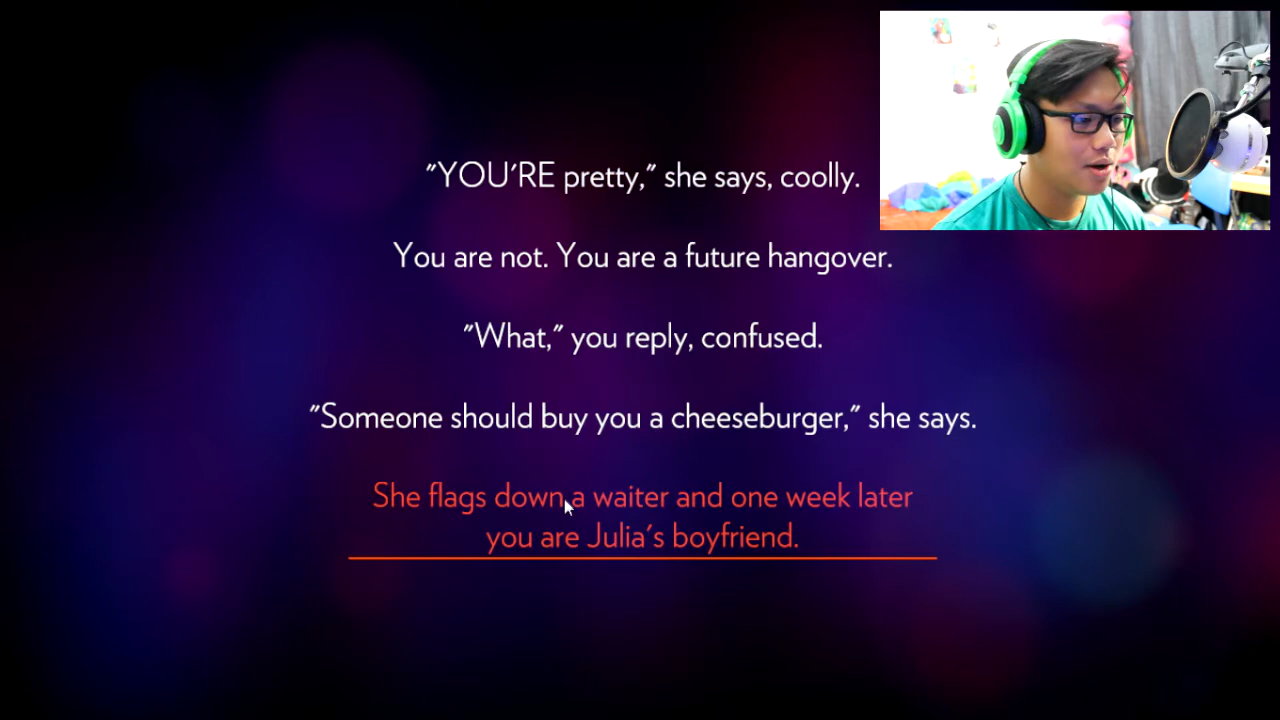 "YOU'RE pretty," she says, coolly.
You are not. You are a future hangover.
"What," you reply, confused.
"Someone should buy you a cheeseburger," she says.
She flags down a waiter and one week later
you are Julia's boyfriend.